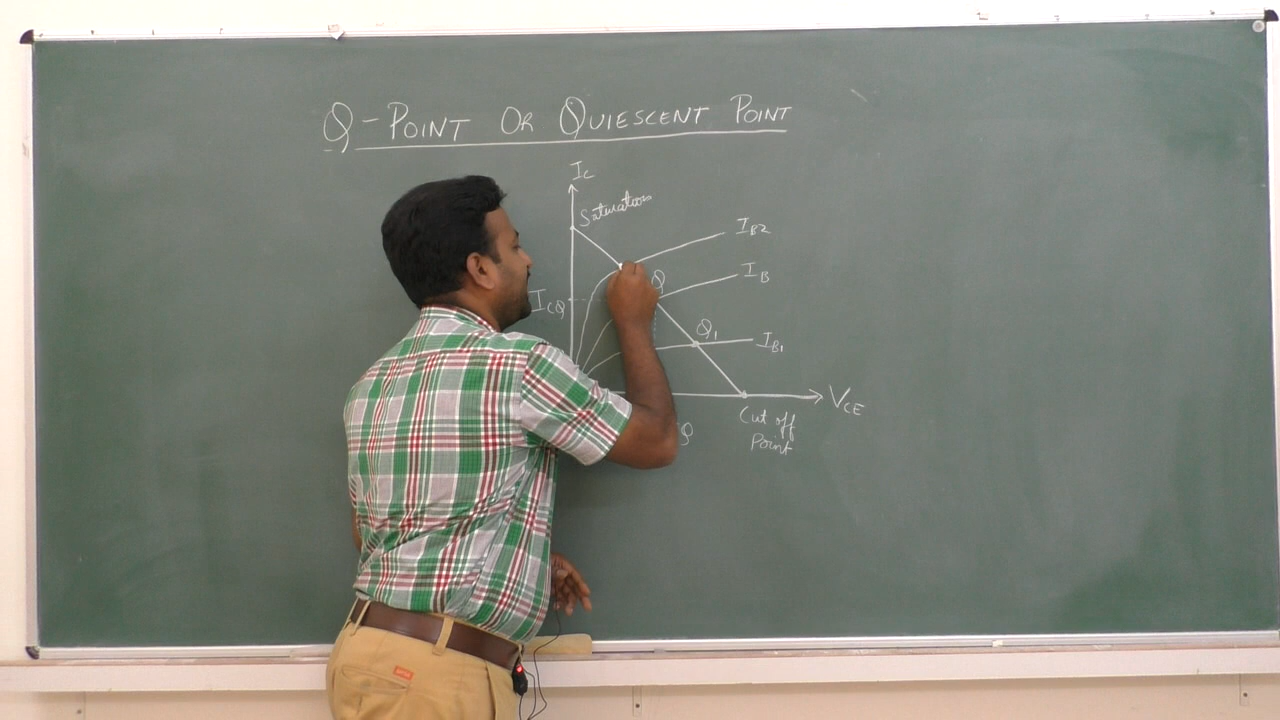 Q-POINT OR QUIESCENT POINT
IC
Saturation
IB2
IB
Q
ICQ
Q1
IB1
VCE
Cut off
Point